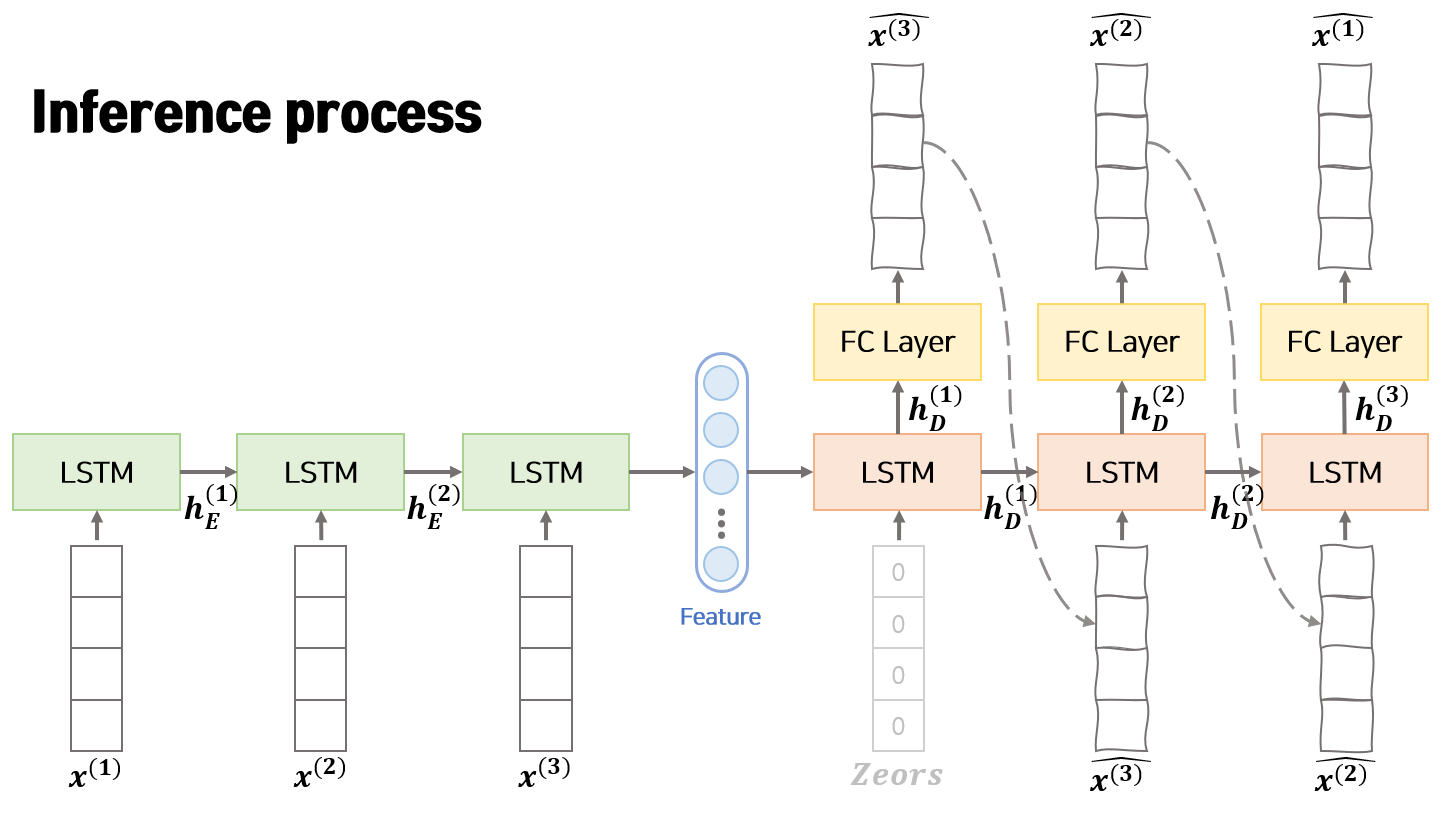 Inference process
$\widehat{x^{(3)}}$ $\widehat{x^{(2)}}$ $\widehat{x^{(1)}}$
FC Layer FC Layer FC Layer
$h_D^{(1)}$ $h_D^{(2)}$ $h_D^{(3)}$
LSTM LSTM LSTM LSTM LSTM LSTM
$h_E^{(1)}$ $h_E^{(2)}$ $h_D^{(1)}$ $h_D^{(2)}$
0
0
0
0
Feature
$x^{(1)}$ $x^{(2)}$ $x^{(3)}$ Zeors $\widehat{x^{(3)}}$ $\widehat{x^{(2)}}$